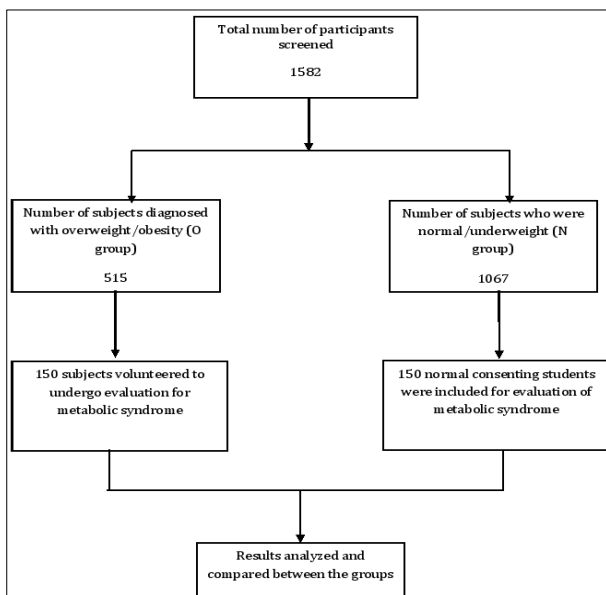 Total number of participants
screened
1582
Number of subjects diagnosed
with overweight/obesity (O
group)
515
Number of subjects who were
normal/underweight (N
group)
1067
150 subjects volunteered to
undergo evaluation for
metabolic syndrome
150 normal consenting students
were included for evaluation of
metabolic syndrome
Results analyzed and
compared between the groups